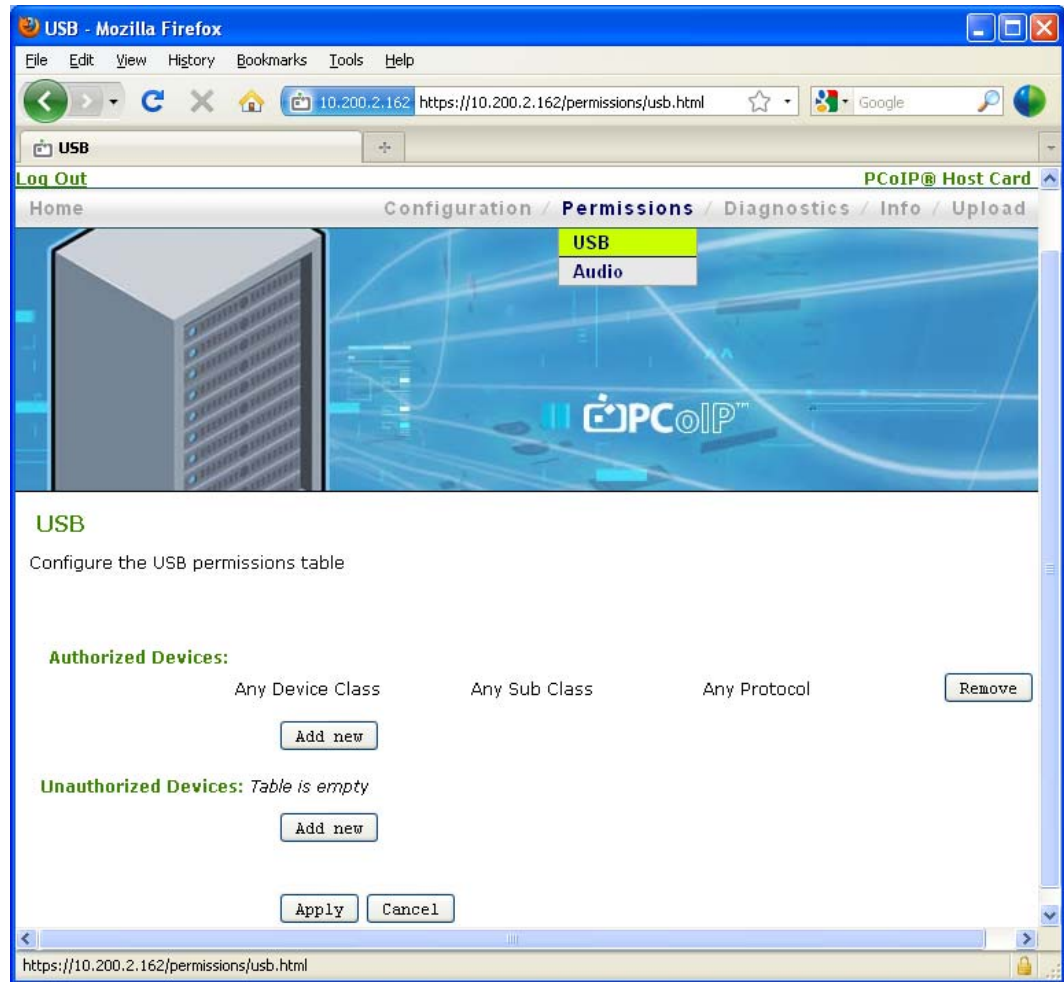 USB - Mozilla Firefox
File Edit View History Bookmarks Tools Help
10.200.2.162 https://10.200.2.162/permissions/usb.html Google
USB
Log Out PCoIP® Host Card
Home Configuration / Permissions / Diagnostics / Info / Upload
USB
Audio
PCoIP™
USB
Configure the USB permissions table
Authorized Devices:
Any Device Class Any Sub Class Any Protocol Remove
Add new
Unauthorized Devices: Table is empty
Add new
Apply Cancel
https://10.200.2.162/permissions/usb.html